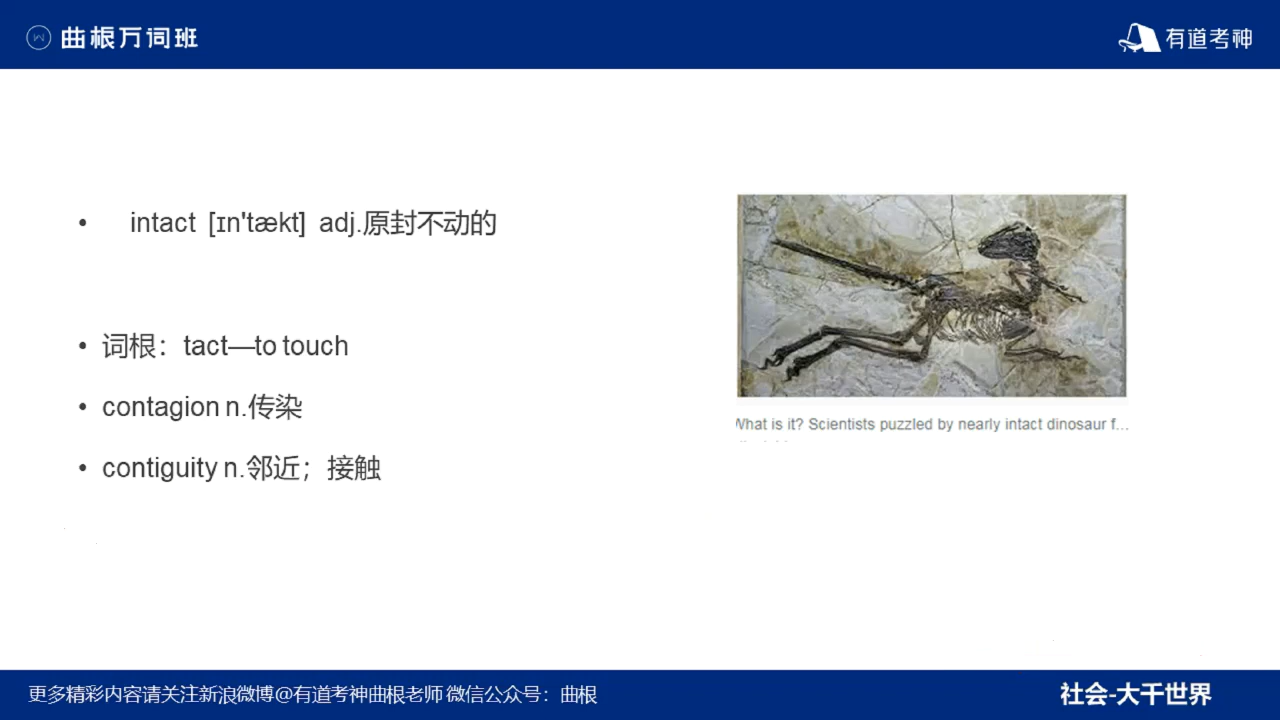 曲根万词班
有道考神
• intact [ɪn'tækt] adj.原封不动的
• 词根：tact—to touch
• contagion n.传染
• contiguity n.邻近；接触
What is it? Scientists puzzled by nearly intact dinosaur f...
更多精彩内容请关注新浪微博@有道考神曲根老师 微信公众号：曲根
社会-大千世界